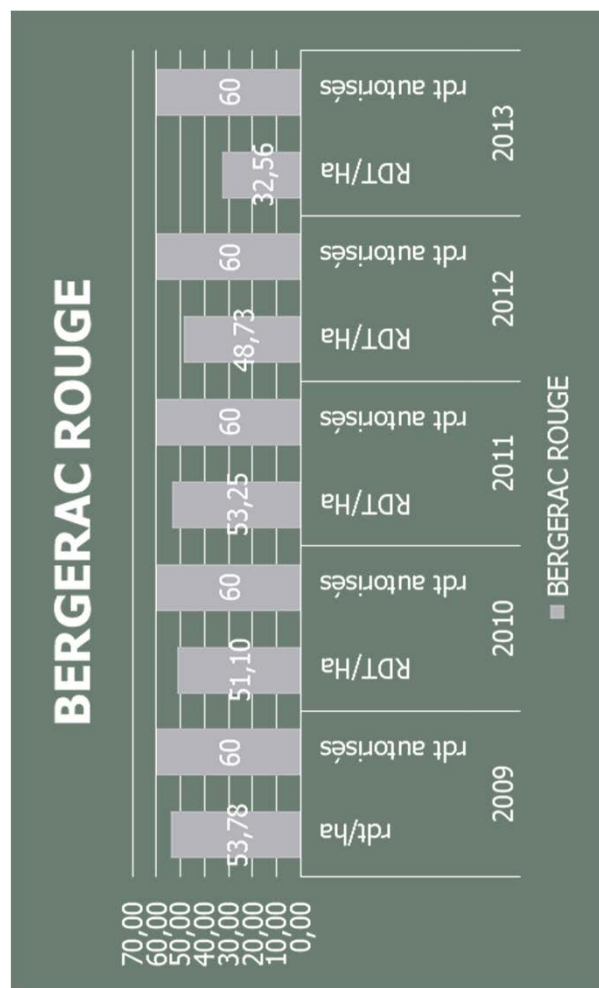 BERGERAC ROUGE
70,00
60,00
50,00
40,00
30,00
20,00
10,00
0,00
53,78
60
51,10
60
53,25
60
48,73
60
32,56
60
rdt/ha
rdt autorisés
RDT/Ha
rdt autorisés
RDT/Ha
rdt autorisés
RDT/Ha
rdt autorisés
RDT/Ha
rdt autorisés
2009
2010
2011
2012
2013
BERGERAC ROUGE